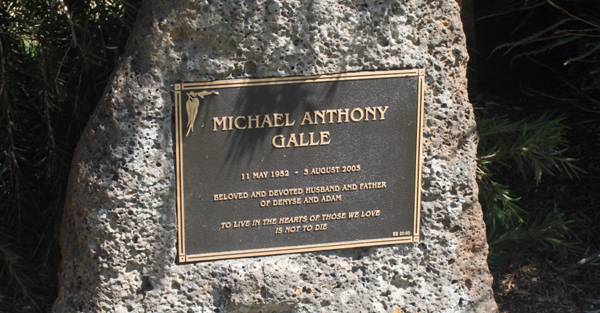 MICHAEL ANTHONY
GALLE
11 MAY 1952 - 3 AUGUST 2003
BELOVED AND DEVOTED HUSBAND AND FATHER
OF DENYSE AND ADAM
TO LIVE IN THE HEARTS OF THOSE WE LOVE
IS NOT TO DIE